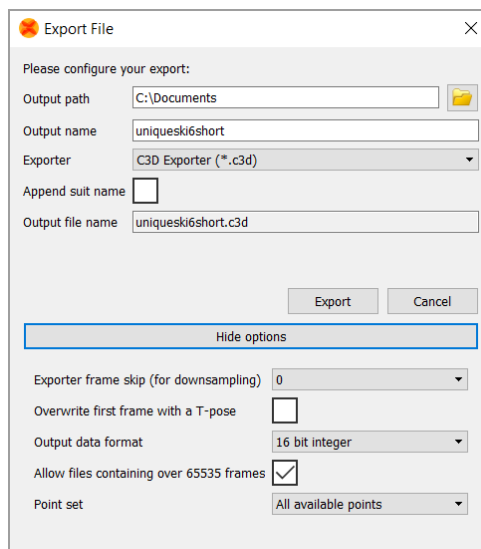 Export File
Please configure your export:
Output path C:\Documents
Output name uniqueski6short
Exporter C3D Exporter (*.c3d)
Append suit name
Output file name uniqueski6short.c3d
Export Cancel
Hide options
Exporter frame skip (for downsampling) 0
Overwrite first frame with a T-pose
Output data format 16 bit integer
Allow files containing over 65535 frames
Point set All available points